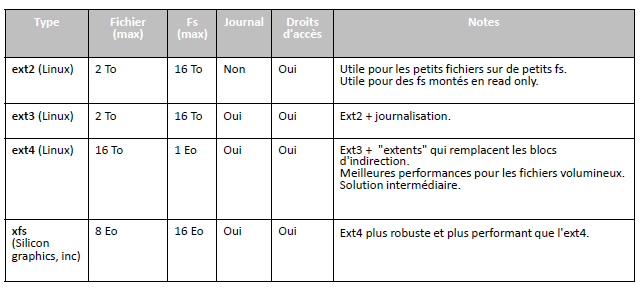 Type Fichier (max) Fs (max) Journal Droits d'accès Notes
ext2 (Linux) 2 To 16 To Non Oui Utile pour les petits fichiers sur de petits fs.
Utile pour des fs montés en read only.
ext3 (Linux) 2 To 16 To Oui Oui Ext2 + journalisation.
ext4 (Linux) 16 To 1 Eo Oui Oui Ext3 + "extents" qui remplacent les blocs
d'indirection.
Meilleures performances pour les fichiers volumineux.
Solution intermédiaire.
xfs
(Silicon
graphics, inc) 8 Eo 16 Eo Oui Oui Ext4 plus robuste et plus performant que l'ext4.